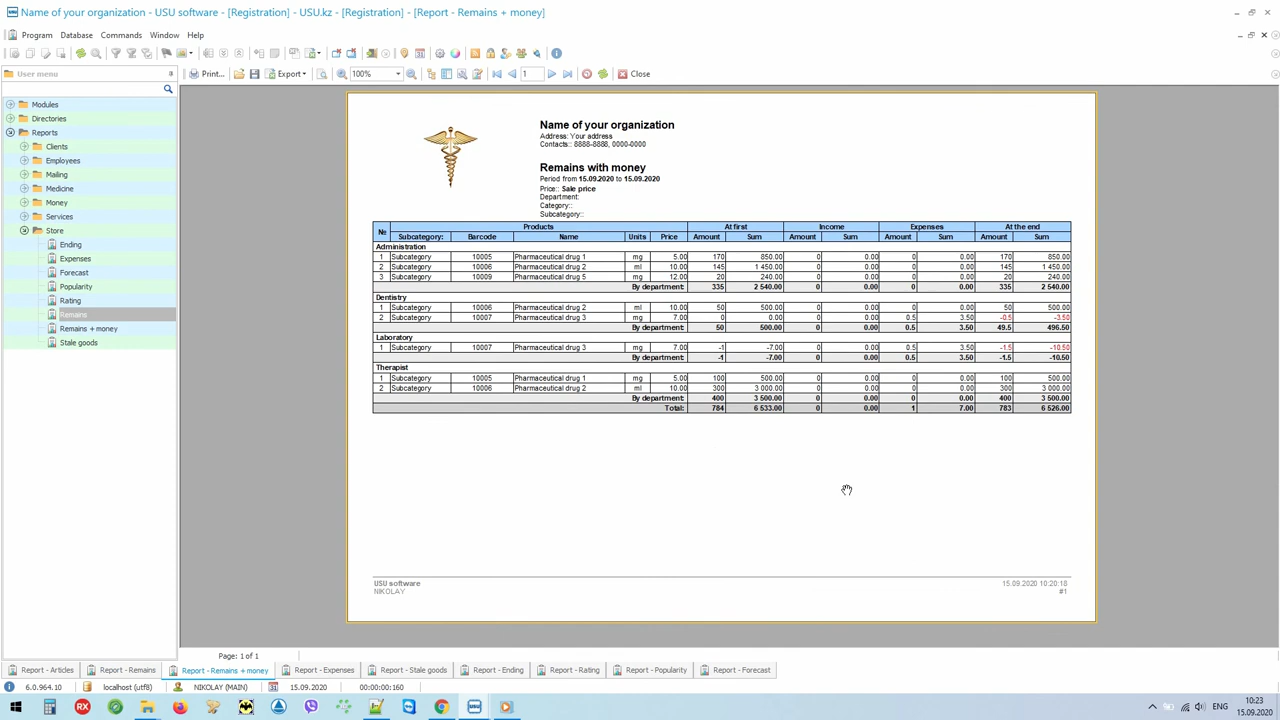 Name of your organization - USU software - [Registration] - USU.kz - [Registration] - [Report - Remains + money]
Program Database Commands Window Help
Print... Export 100% 1 Close
User menu
Modules
Directories
Reports
Clients
Employees
Mailing
Medicine
Money
Services
Store
Ending
Expenses
Forecast
Popularity
Rating
Remains
Remains + money
Stale goods
Name of your organization
Address: Your address
Contacts:: 8888-8888, 0000-0000
Remains with money
Period from 15.09.2020 to 15.09.2020
Price:: Sale price
Department:
Category::
Subcategory::
№ Products At first Income Expenses At the end
Subcategory: Barcode Name Units Price Amount Sum Amount Sum Amount Sum Amount Sum
Administration
1 Subcategory 10005 Pharmaceutical drug 1 mg 5.00 170 850.00 0 0.00 0 0.00 170 850.00
2 Subcategory 10006 Pharmaceutical drug 2 ml 10.00 145 1 450.00 0 0.00 0 0.00 145 1 450.00
3 Subcategory 10009 Pharmaceutical drug 5 mg 12.00 20 240.00 0 0.00 0 0.00 20 240.00
By department: 335 2 540.00 0 0.00 0 0.00 335 2 540.00
Dentistry
1 Subcategory 10006 Pharmaceutical drug 2 ml 10.00 50 500.00 0 0.00 0 0.00 50 500.00
2 Subcategory 10007 Pharmaceutical drug 3 mg 7.00 0 0.00 0 0.00 0.5 3.50 -0.5 -3.50
By department: 50 500.00 0 0.00 0.5 3.50 49.5 496.50
Laboratory
1 Subcategory 10007 Pharmaceutical drug 3 mg 7.00 -1 -7.00 0 0.00 0.5 3.50 -1.5 -10.50
By department: -1 -7.00 0 0.00 0.5 3.50 -1.5 -10.50
Therapist
1 Subcategory 10005 Pharmaceutical drug 1 mg 5.00 100 500.00 0 0.00 0 0.00 100 500.00
2 Subcategory 10006 Pharmaceutical drug 2 ml 10.00 300 3 000.00 0 0.00 0 0.00 300 3 000.00
By department: 400 3 500.00 0 0.00 0 0.00 400 3 500.00
Total: 784 6 533.00 0 0.00 1 7.00 783 6 526.00
USU software 15.09.2020 10:20:18
NIKOLAY #1
Page: 1 of 1
Report - Articles Report - Remains Report - Remains + money Report - Expenses Report - Stale goods Report - Ending Report - Rating Report - Popularity Report - Forecast
6.0.964.10 localhost (utf8) NIKOLAY (MAIN) 31 15.09.2020 00:00:00:160
RX ENG 10:23
15.09.2020